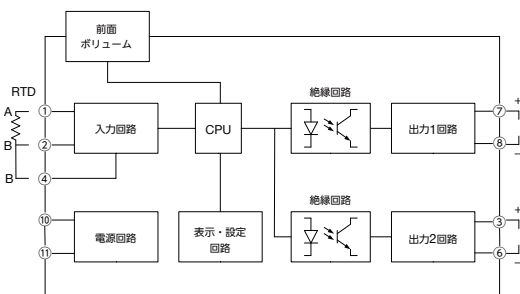 前面
ボリューム
RTD
A
①
入力回路
CPU
絶縁回路
出力1回路
⑦
+
B
②
⑧
−
B
④
⑩
電源回路
表示・設定
回路
絶縁回路
出力2回路
③
+
⑪
⑥
−